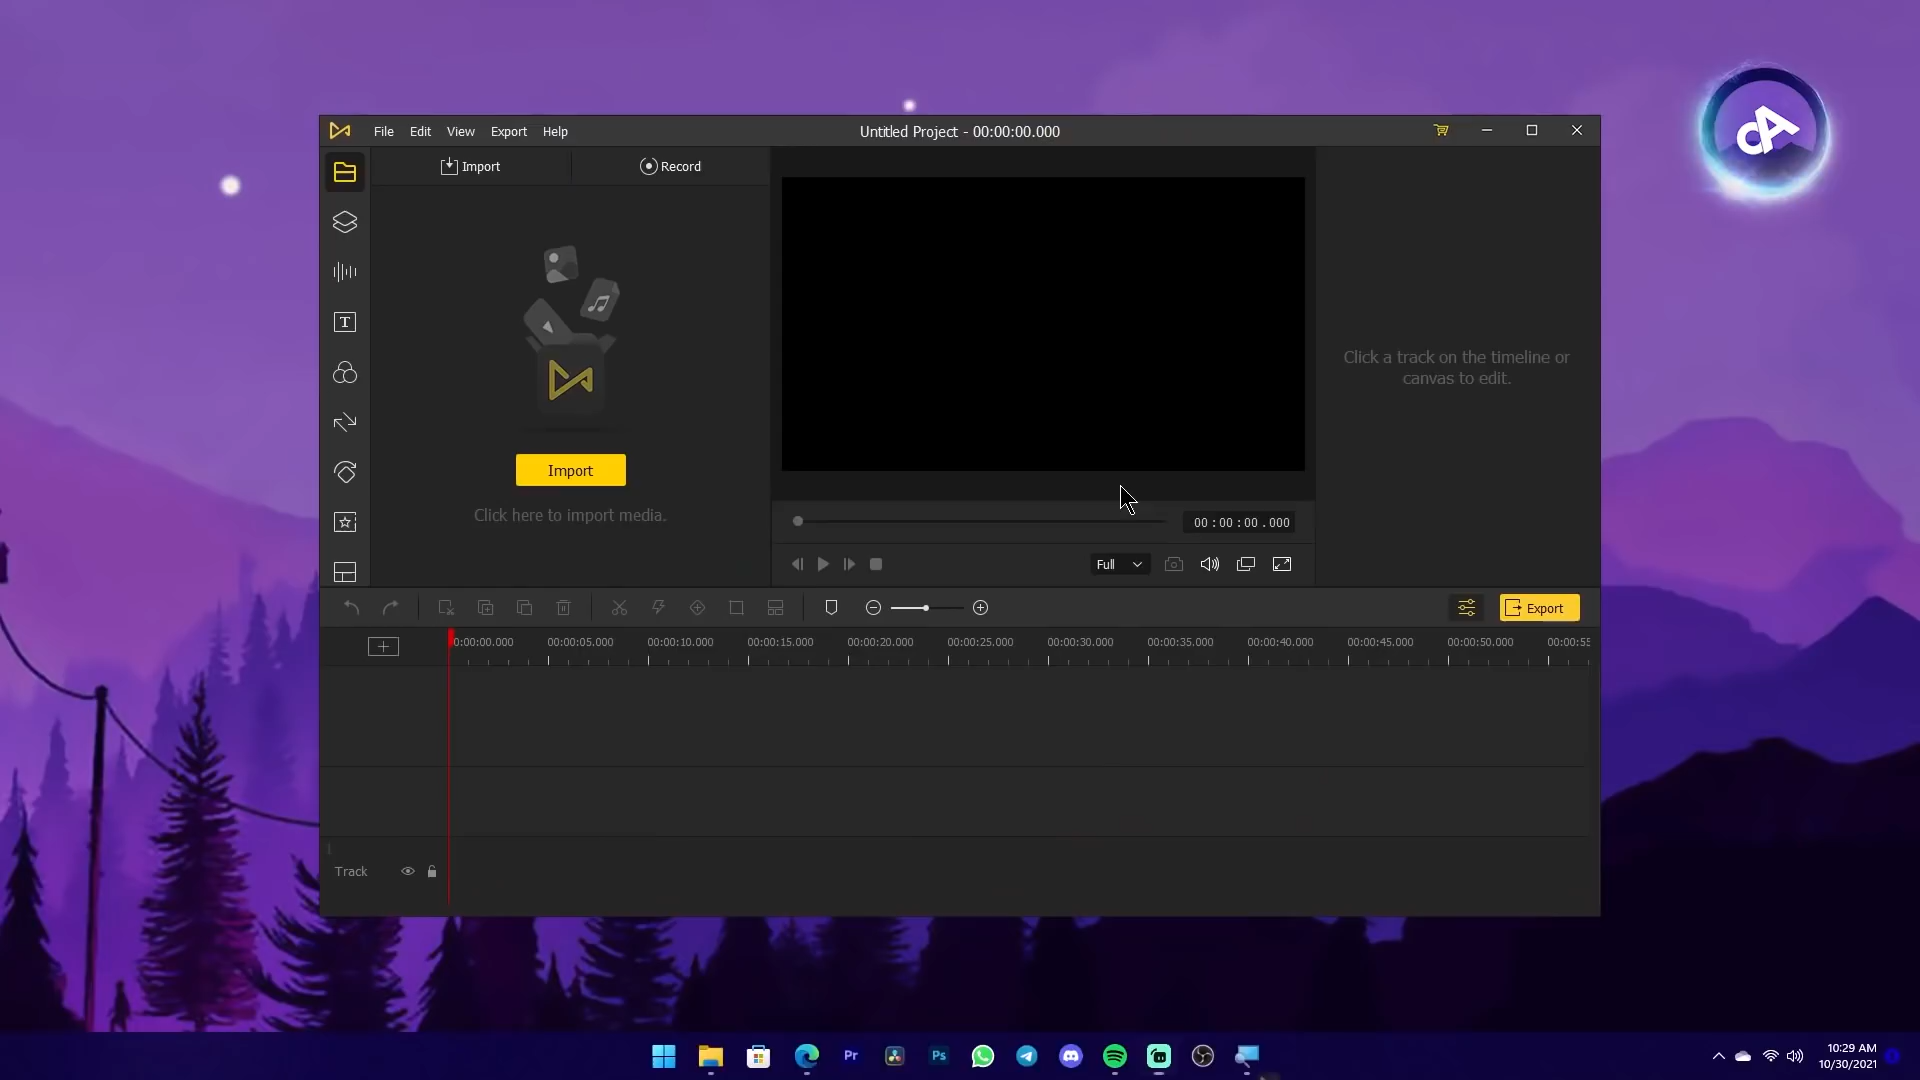 File Edit View Export Help
Untitled Project - 00:00:00.000
Import
Record
Click a track on the timeline or
canvas to edit.
Import
Click here to import media.
00:00:00.000
Full
Export
0:00:00.000 00:00:05.000 00:00:10.000 00:00:15.000 00:00:20.000 00:00:25.000 00:00:30.000 00:00:35.000 00:00:40.000 00:00:45.000 00:00:50.000 00:00:55
1
Track
Pr
Ps
10:29 AM
10/30/2021